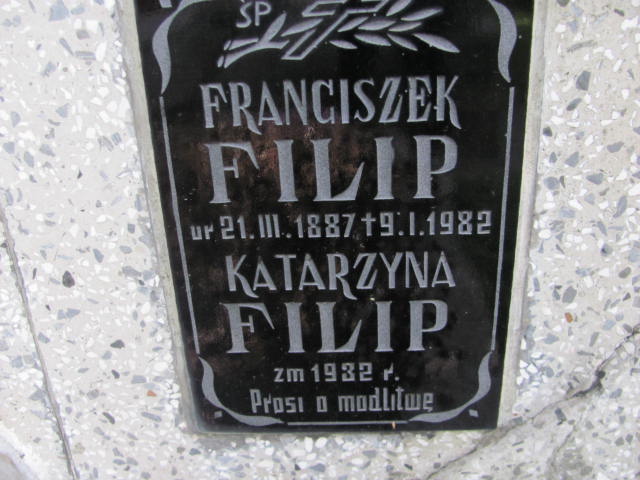 ŚP
FRANCISZEK
FILIP
ur 21.III.1887 †9.I.1982
KATARZYNA
FILIP
zm 1932 r.
Prosi o modlitwę